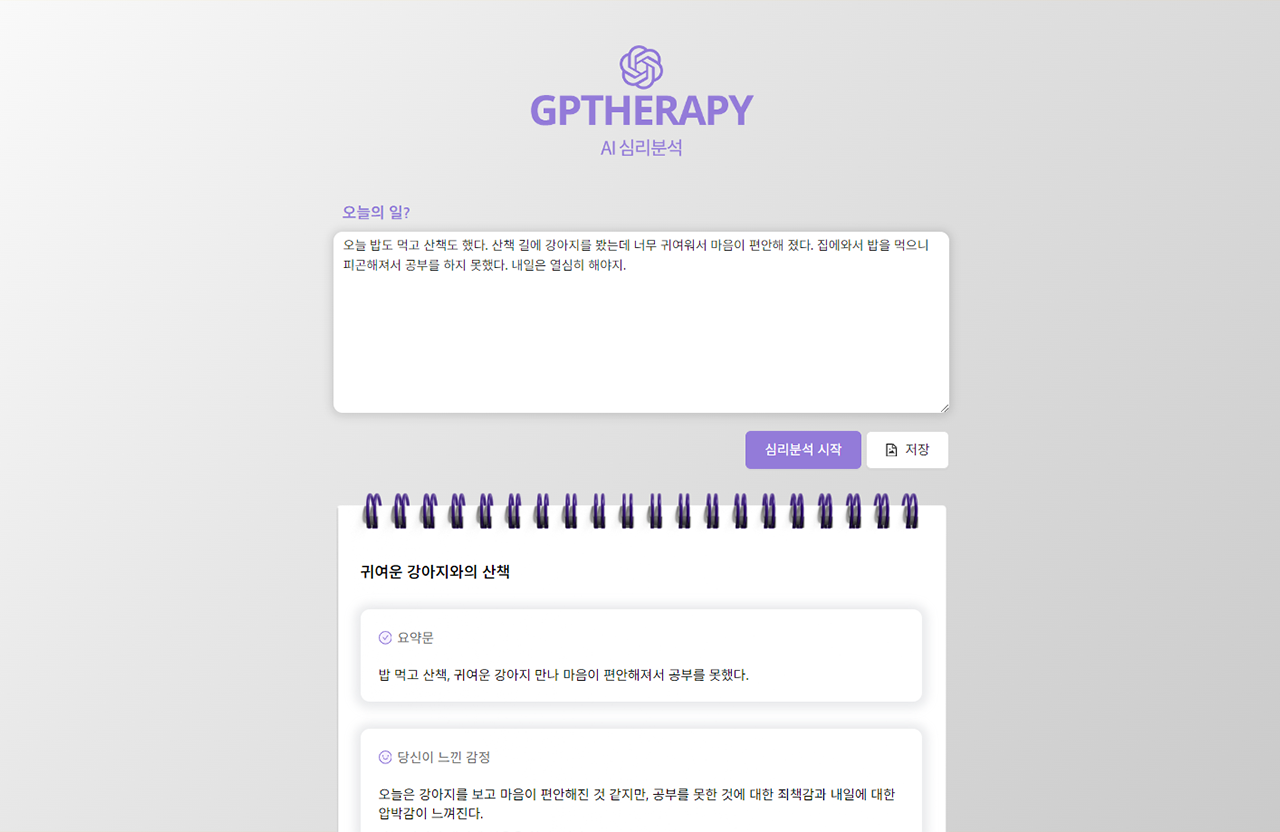 GPTHERAPY
AI 심리분석
오늘의 일?
오늘 밥도 먹고 산책도 했다. 산책 길에 강아지를 봤는데 너무 귀여워서 마음이 편안해 졌다. 집에와서 밥을 먹으니
피곤해져서 공부를 하지 못했다. 내일은 열심히 해야지.
심리분석 시작
저장
귀여운 강아지와의 산책
요약문
밥 먹고 산책, 귀여운 강아지 만나 마음이 편안해져서 공부를 못했다.
당신이 느낀 감정
오늘은 강아지를 보고 마음이 편안해진 것 같지만, 공부를 못한 것에 대한 죄책감과 내일에 대한
압박감이 느껴진다.